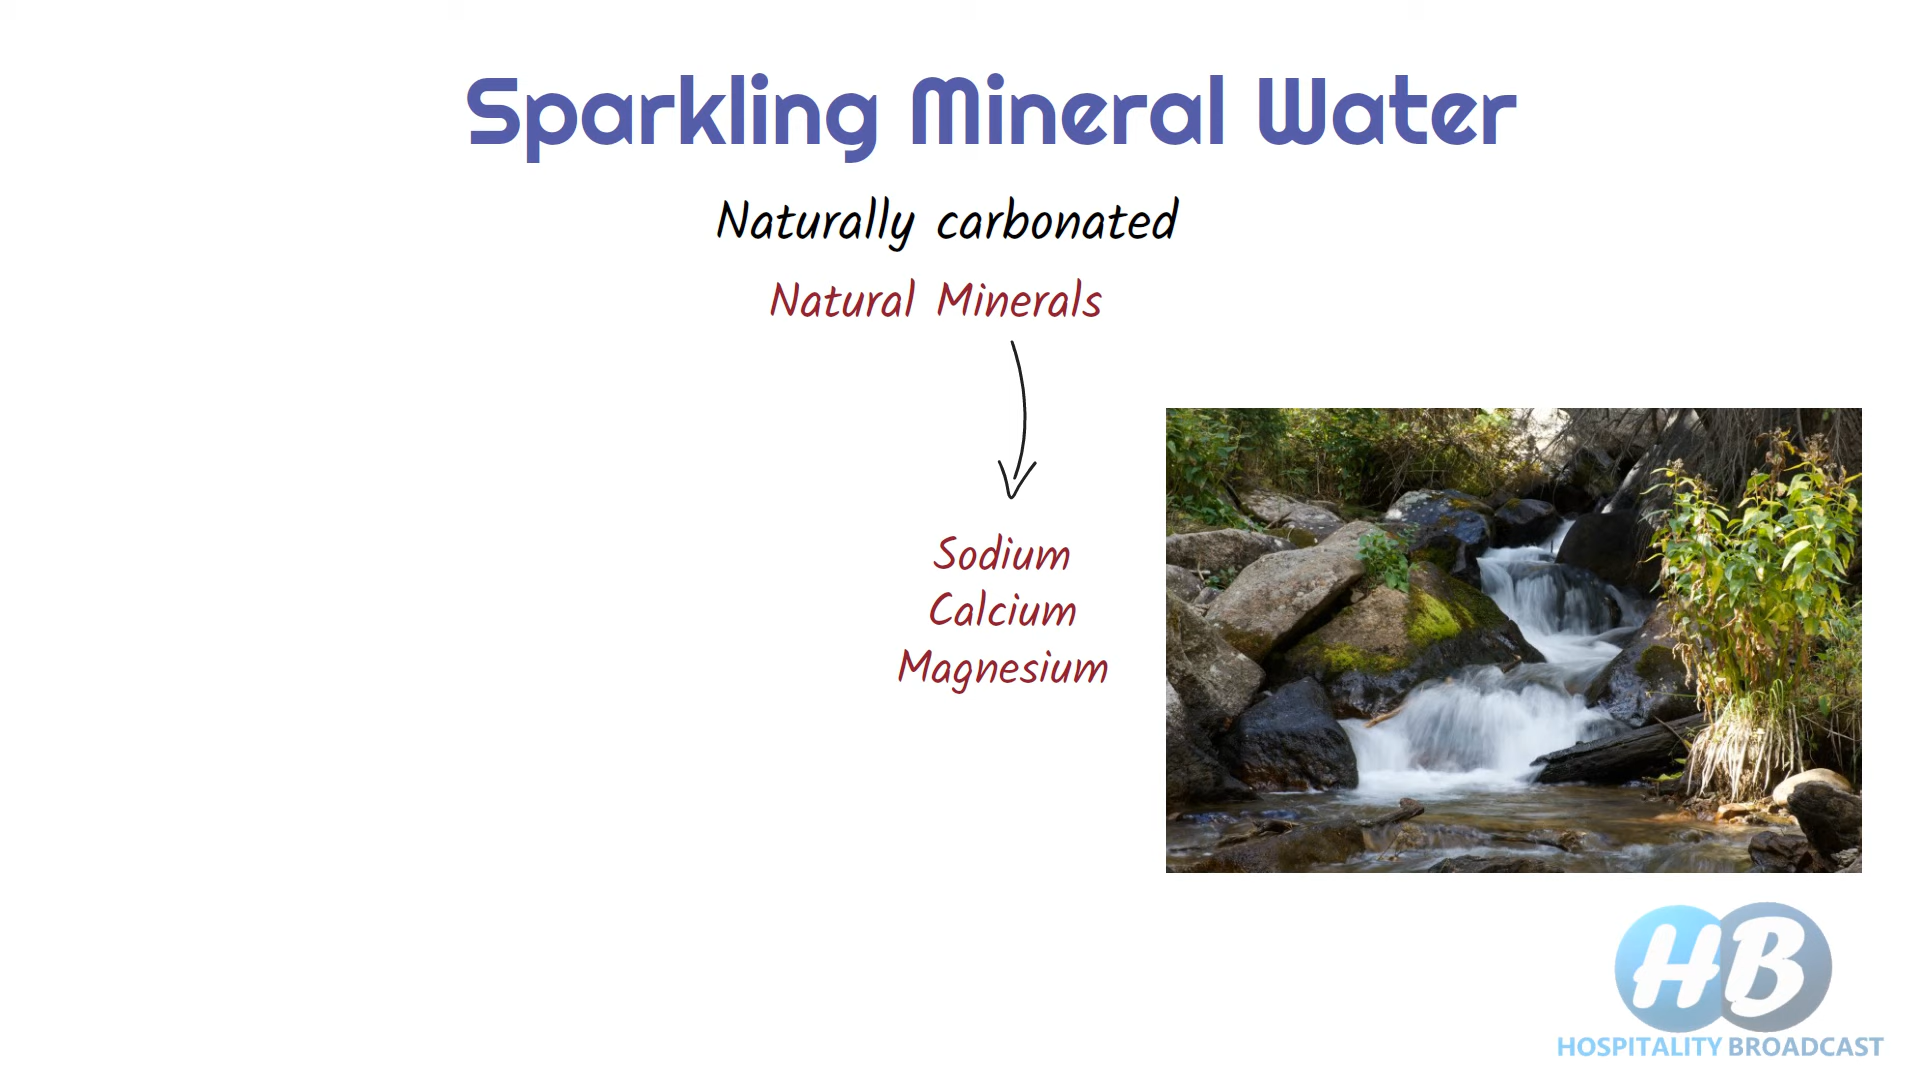 Sparkling Mineral Water
Naturally carbonated
Natural Minerals
Sodium
Calcium
Magnesium
HB
HOSPITALITY BROADCAST